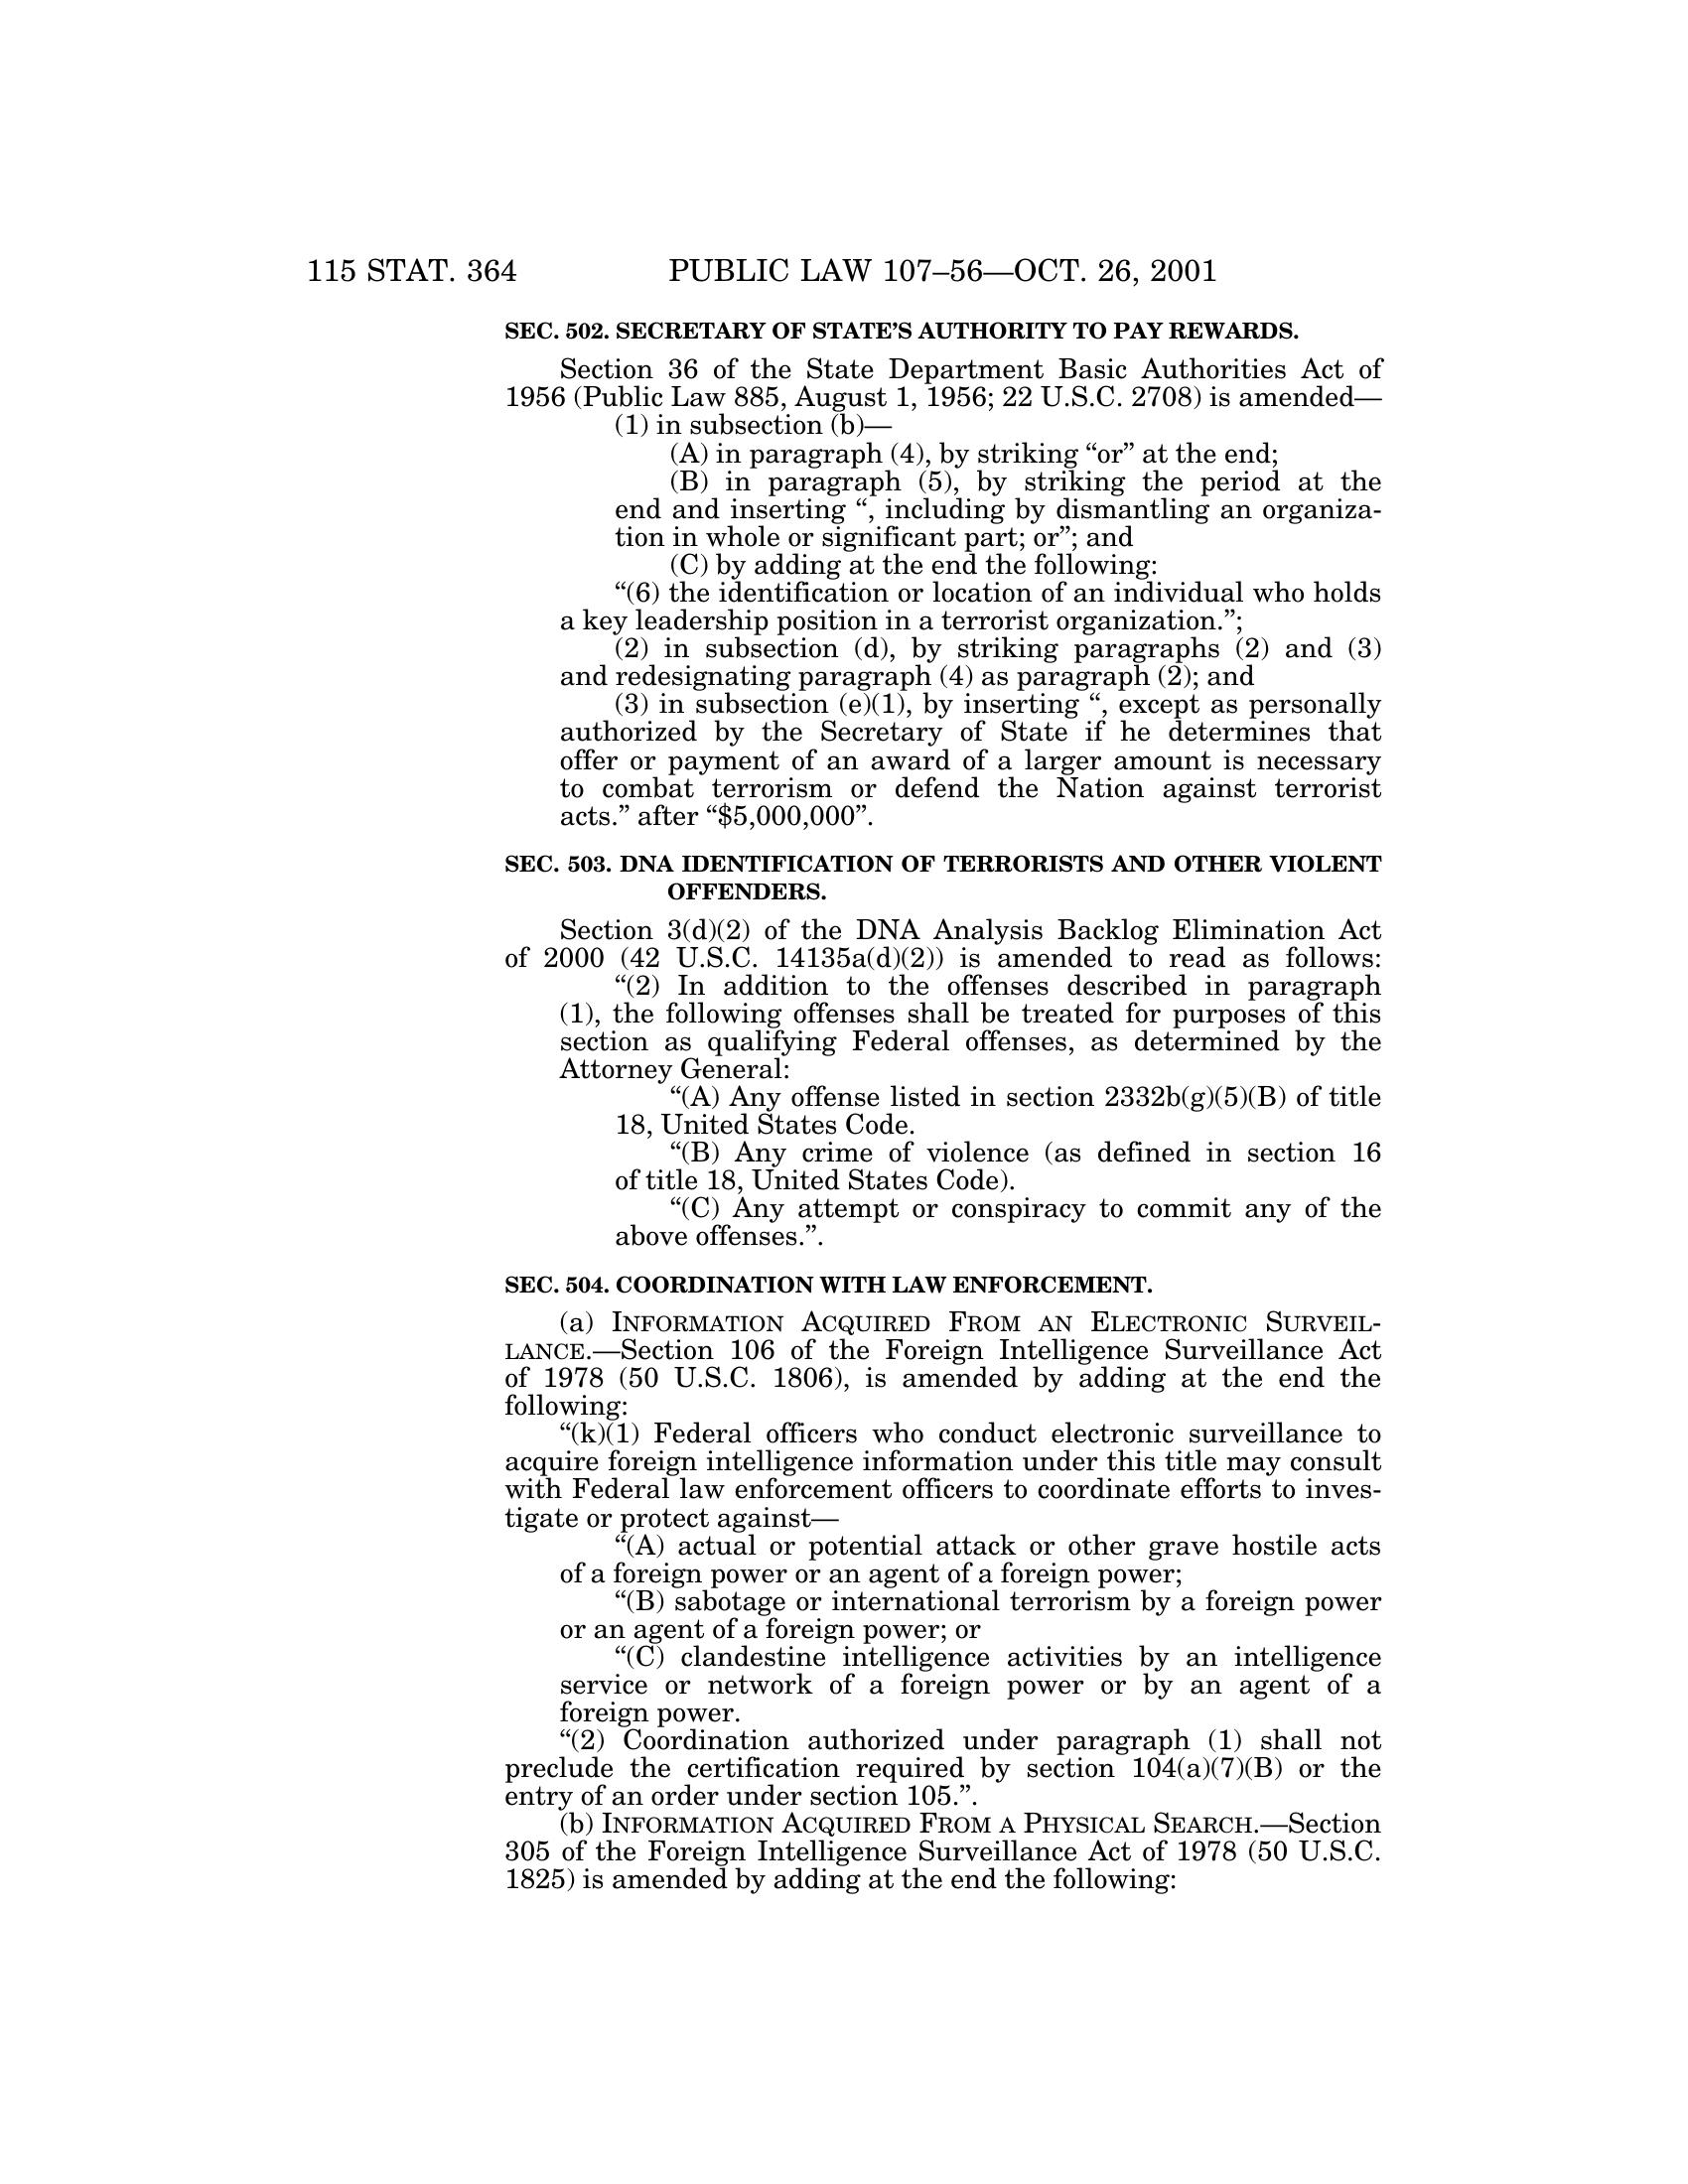 115 STAT. 364 PUBLIC LAW 107–56—OCT. 26, 2001
SEC. 502. SECRETARY OF STATE’S AUTHORITY TO PAY REWARDS.
Section 36 of the State Department Basic Authorities Act of
1956 (Public Law 885, August 1, 1956; 22 U.S.C. 2708) is amended—
(1) in subsection (b)—
(A) in paragraph (4), by striking “or” at the end;
(B) in paragraph (5), by striking the period at the
end and inserting “, including by dismantling an organiza-
tion in whole or significant part; or”; and
(C) by adding at the end the following:
“(6) the identification or location of an individual who holds
a key leadership position in a terrorist organization.”;
(2) in subsection (d), by striking paragraphs (2) and (3)
and redesignating paragraph (4) as paragraph (2); and
(3) in subsection (e)(1), by inserting “, except as personally
authorized by the Secretary of State if he determines that
offer or payment of an award of a larger amount is necessary
to combat terrorism or defend the Nation against terrorist
acts.” after “$5,000,000”.
SEC. 503. DNA IDENTIFICATION OF TERRORISTS AND OTHER VIOLENT
OFFENDERS.
Section 3(d)(2) of the DNA Analysis Backlog Elimination Act
of 2000 (42 U.S.C. 14135a(d)(2)) is amended to read as follows:
“(2) In addition to the offenses described in paragraph
(1), the following offenses shall be treated for purposes of this
section as qualifying Federal offenses, as determined by the
Attorney General:
“(A) Any offense listed in section 2332b(g)(5)(B) of title
18, United States Code.
“(B) Any crime of violence (as defined in section 16
of title 18, United States Code).
“(C) Any attempt or conspiracy to commit any of the
above offenses.”.
SEC. 504. COORDINATION WITH LAW ENFORCEMENT.
(a) INFORMATION ACQUIRED FROM AN ELECTRONIC SURVEIL-
LANCE.—Section 106 of the Foreign Intelligence Surveillance Act
of 1978 (50 U.S.C. 1806), is amended by adding at the end the
following:
“(k)(1) Federal officers who conduct electronic surveillance to
acquire foreign intelligence information under this title may consult
with Federal law enforcement officers to coordinate efforts to inves-
tigate or protect against—
“(A) actual or potential attack or other grave hostile acts
of a foreign power or an agent of a foreign power;
“(B) sabotage or international terrorism by a foreign power
or an agent of a foreign power; or
“(C) clandestine intelligence activities by an intelligence
service or network of a foreign power or by an agent of a
foreign power.
“(2) Coordination authorized under paragraph (1) shall not
preclude the certification required by section 104(a)(7)(B) or the
entry of an order under section 105.”.
(b) INFORMATION ACQUIRED FROM A PHYSICAL SEARCH.—Section
305 of the Foreign Intelligence Surveillance Act of 1978 (50 U.S.C.
1825) is amended by adding at the end the following: